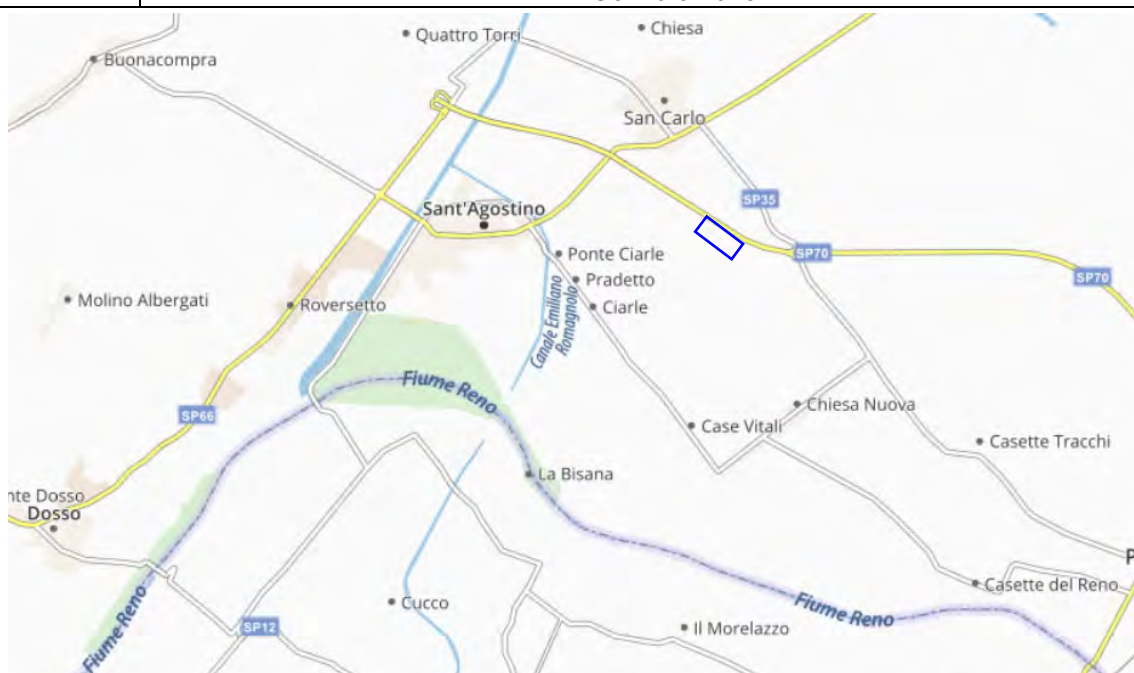 Quattro Torri
Chiesa
Buonacompra
San Carlo
SP35
Sant'Agostino
Ponte Ciarle
SP70
Pradetto
SP70
Molino Albergati
Roversetto
Ciarle
Canale Emiliano
Romagnolo
Fiume Reno
SP66
Chiesa Nuova
Case Vitali
Casette Tracchi
La Bisana
nte Dosso
Dosso
P
Casette del Reno
Fiume Reno
Cucco
Fiume Reno
SP12
Il Morelazzo